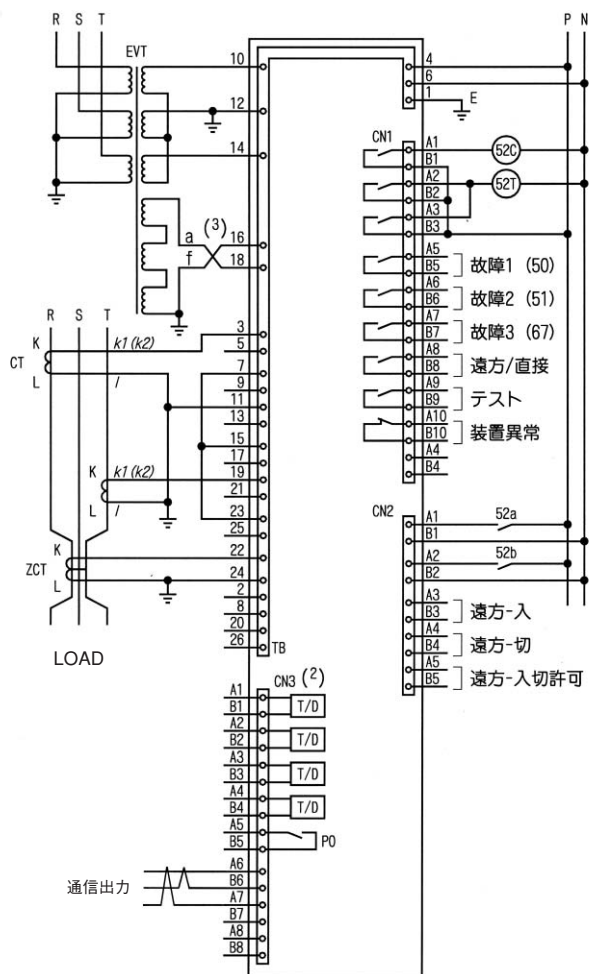 R S T
EVT
10
12
14
a (3) 16
f 18
R S T
K k1(k2) 3
CT 5
L l 7
9
11
13
15
17
K k1(k2) 19
L l 21
23
25
K 22
ZCT
L 24
2
8
20
26 TB
LOAD
P N
4
6
1 E
CN1
A1 52C
B1
A2 52T
B2
A3
B3
A5
B5 故障1 (50)
A6
B6 故障2 (51)
A7
B7 故障3 (67)
A8
B8 遠方/直接
A9
B9 テスト
A10
B10 装置異常
A4
B4
CN2
A1 52a
B1
A2 52b
B2
A3
B3 遠方-入
A4
B4 遠方-切
A5
B5 遠方-入切許可
CN3 (2)
A1
B1 T/D
A2
B2 T/D
A3
B3 T/D
A4
B4 T/D
A5
B5 PO
A6
通信出力 B6
A7
B7
A8
B8